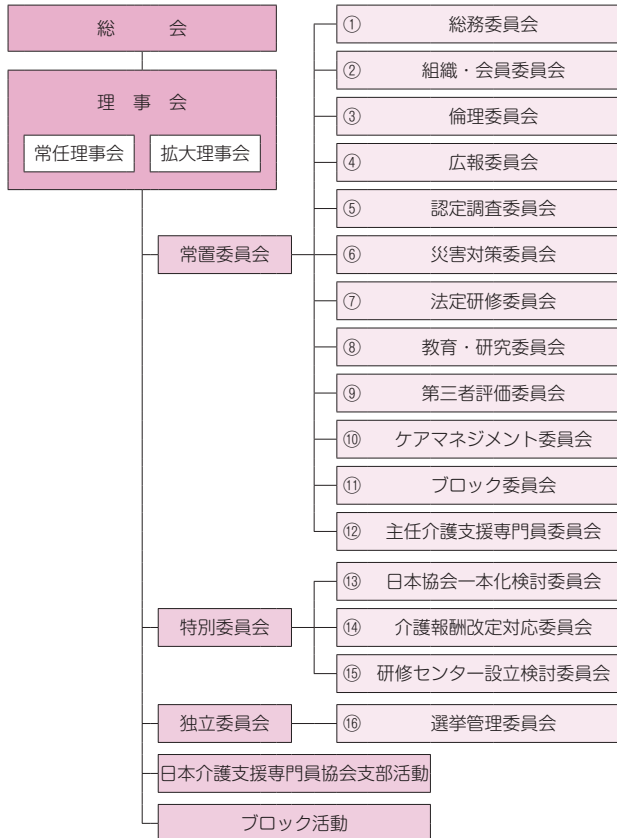 総　会
理　事　会
常任理事会　拡大理事会
常置委員会
① 総務委員会
② 組織・会員委員会
③ 倫理委員会
④ 広報委員会
⑤ 認定調査委員会
⑥ 災害対策委員会
⑦ 法定研修委員会
⑧ 教育・研究委員会
⑨ 第三者評価委員会
⑩ ケアマネジメント委員会
⑪ ブロック委員会
⑫ 主任介護支援専門員委員会
特別委員会
⑬ 日本協会一本化検討委員会
⑭ 介護報酬改定対応委員会
⑮ 研修センター設立検討委員会
独立委員会
⑯ 選挙管理委員会
日本介護支援専門員協会支部活動
ブロック活動